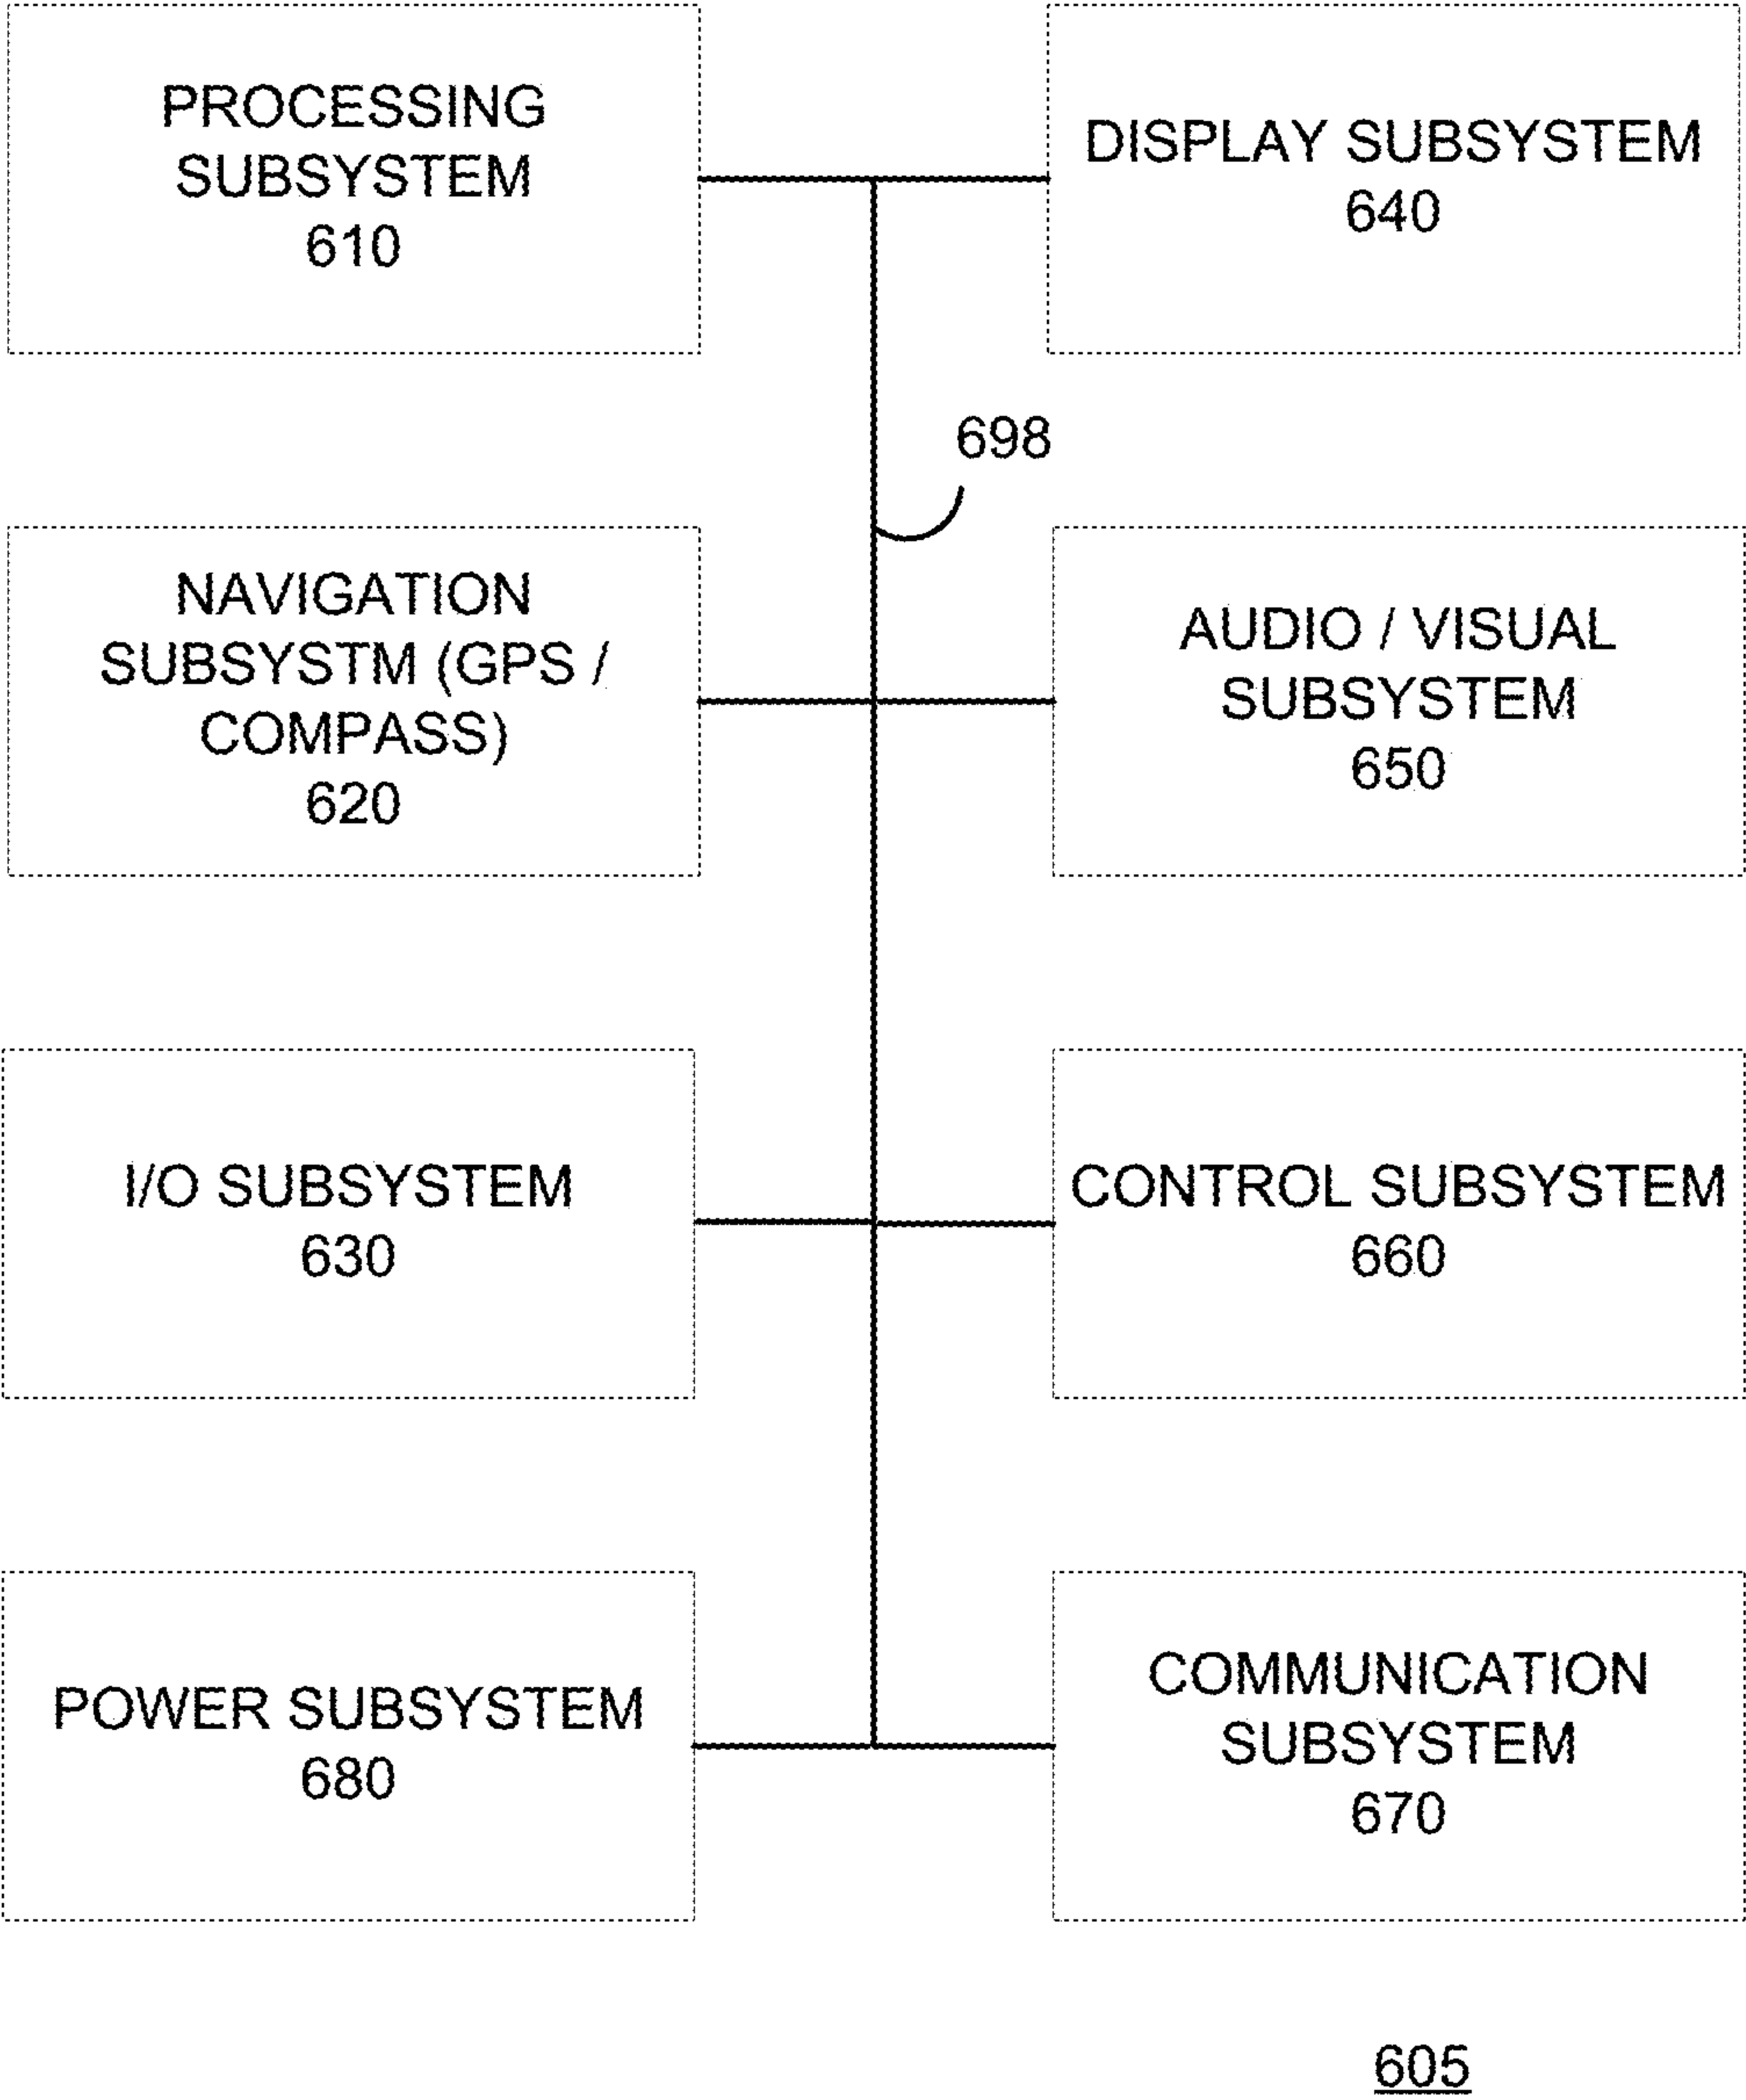 PROCESSING
SUBSYSTEM
610
DISPLAY SUBSYSTEM
640
698
NAVIGATION
SUBSYSTM (GPS /
COMPASS)
620
AUDIO / VISUAL
SUBSYSTEM
650
I/O SUBSYSTEM
630
CONTROL SUBSYSTEM
660
POWER SUBSYSTEM
680
COMMUNICATION
SUBSYSTEM
670
605